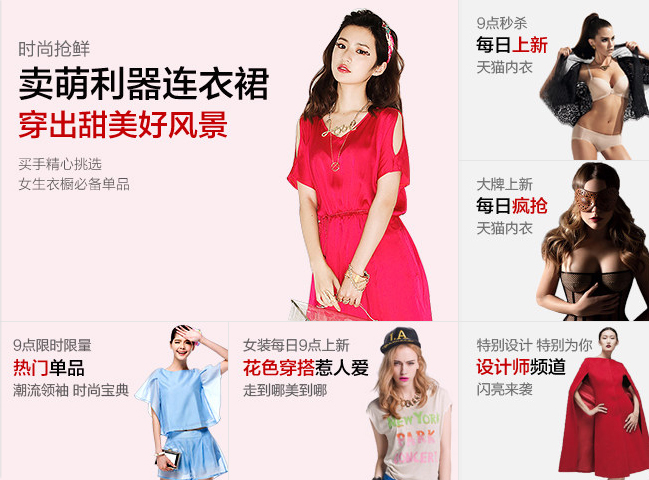 时尚抢鲜
卖萌利器连衣裙
穿出甜美好风景
买手精心挑选
女生衣橱必备单品
9点秒杀
每日上新
天猫内衣
大牌上新
每日疯抢
天猫内衣
9点限时限量
热门单品
潮流领袖 时尚宝典
女装每日9点上新
花色穿搭惹人爱
走到哪美到哪
.A.
NEW YORK
PARK
CONCERT
特别设计 特别为你
设计师频道
闪亮来袭